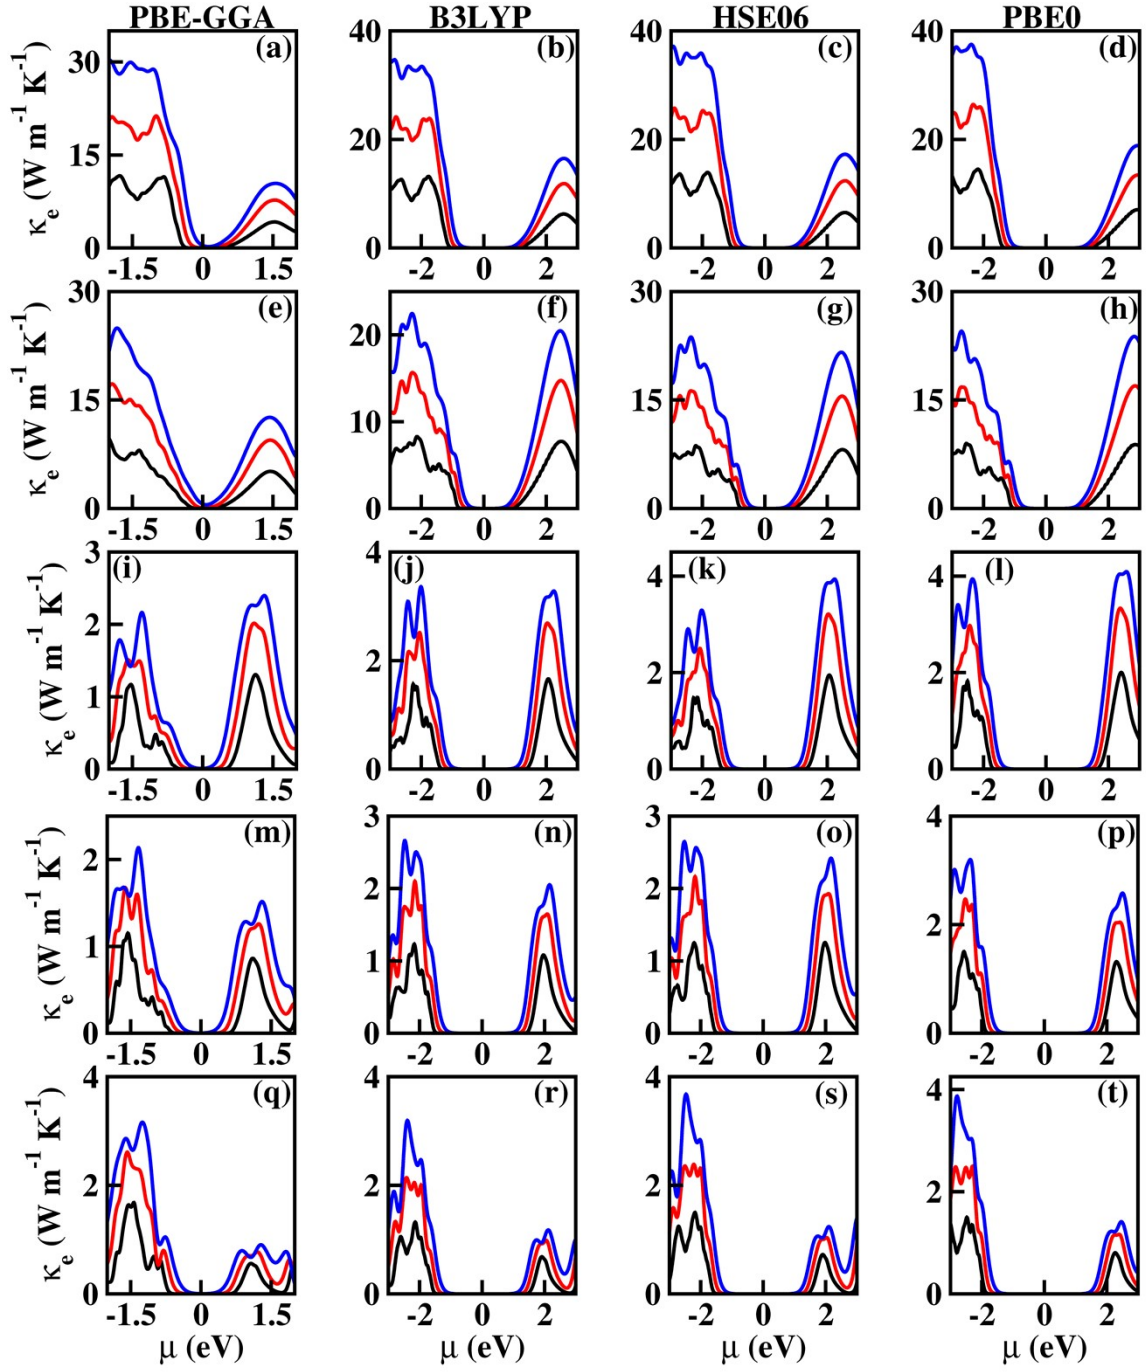 PBE-GGA B3LYP HSE06 PBE0
(a) (b) (c) (d)
κe (W m-1 K-1)
30 15 0
40 20 0
40 20 0
40 20 0
-1.5 0 1.5
-2 0 2
-2 0 2
-2 0 2
(e) (f) (g) (h)
κe (W m-1 K-1)
30 15 0
20 10 0
30 15 0
30 15 0
-1.5 0 1.5
-2 0 2
-2 0 2
-2 0 2
(i) (j) (k) (l)
κe (W m-1 K-1)
3 2 1 0
4 2 0
4 2 0
4 2 0
-1.5 0 1.5
-2 0 2
-2 0 2
-2 0 2
(m) (n) (o) (p)
κe (W m-1 K-1)
2 1 0
3 2 1 0
3 2 1 0
4 2 0
-1.5 0 1.5
-2 0 2
-2 0 2
-2 0 2
(q) (r) (s) (t)
κe (W m-1 K-1)
4 2 0
4 2 0
4 2 0
4 2 0
-1.5 0 1.5
-2 0 2
-2 0 2
-2 0 2
μ (eV) μ (eV) μ (eV) μ (eV)